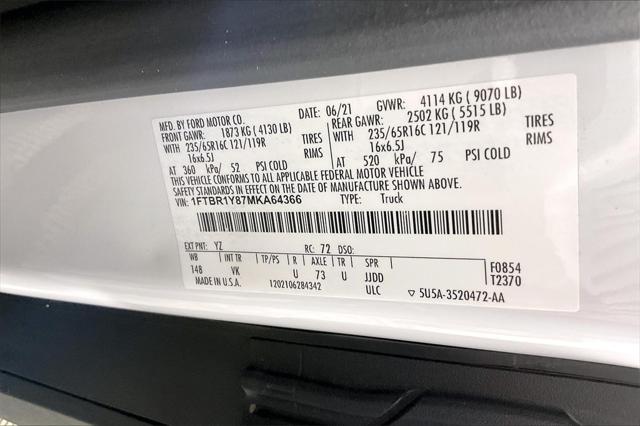 MFD. BY FORD MOTOR CO. DATE: 06/21 GVWR: 4114 KG ( 9070 LB)
FRONT GAWR: 1873 KG ( 4130 LB) REAR GAWR: 2502 KG ( 5515 LB)
WITH 235/65R16C 121/119R TIRES WITH 235/65R16C 121/119R TIRES
16x6.5J RIMS 16x6.5J RIMS
AT 360 kPa/ 52 PSI COLD AT 520 kPa/ 75 PSI COLD
THIS VEHICLE CONFORMS TO ALL APPLICABLE FEDERAL MOTOR VEHICLE
SAFETY STANDARDS IN EFFECT ON THE DATE OF MANUFACTURE SHOWN ABOVE.
VIN: 1FTBR1Y87MKA64366 TYPE: Truck
EXT PNT: YZ RC: 72 DSO:
WB INT TR TP/PS R AXLE TR SPR F0854
148 VK U 73 U JJDD T2370
MADE IN U.S.A. 1202106284342 ULC ▽ 5U5A-3520472-AA